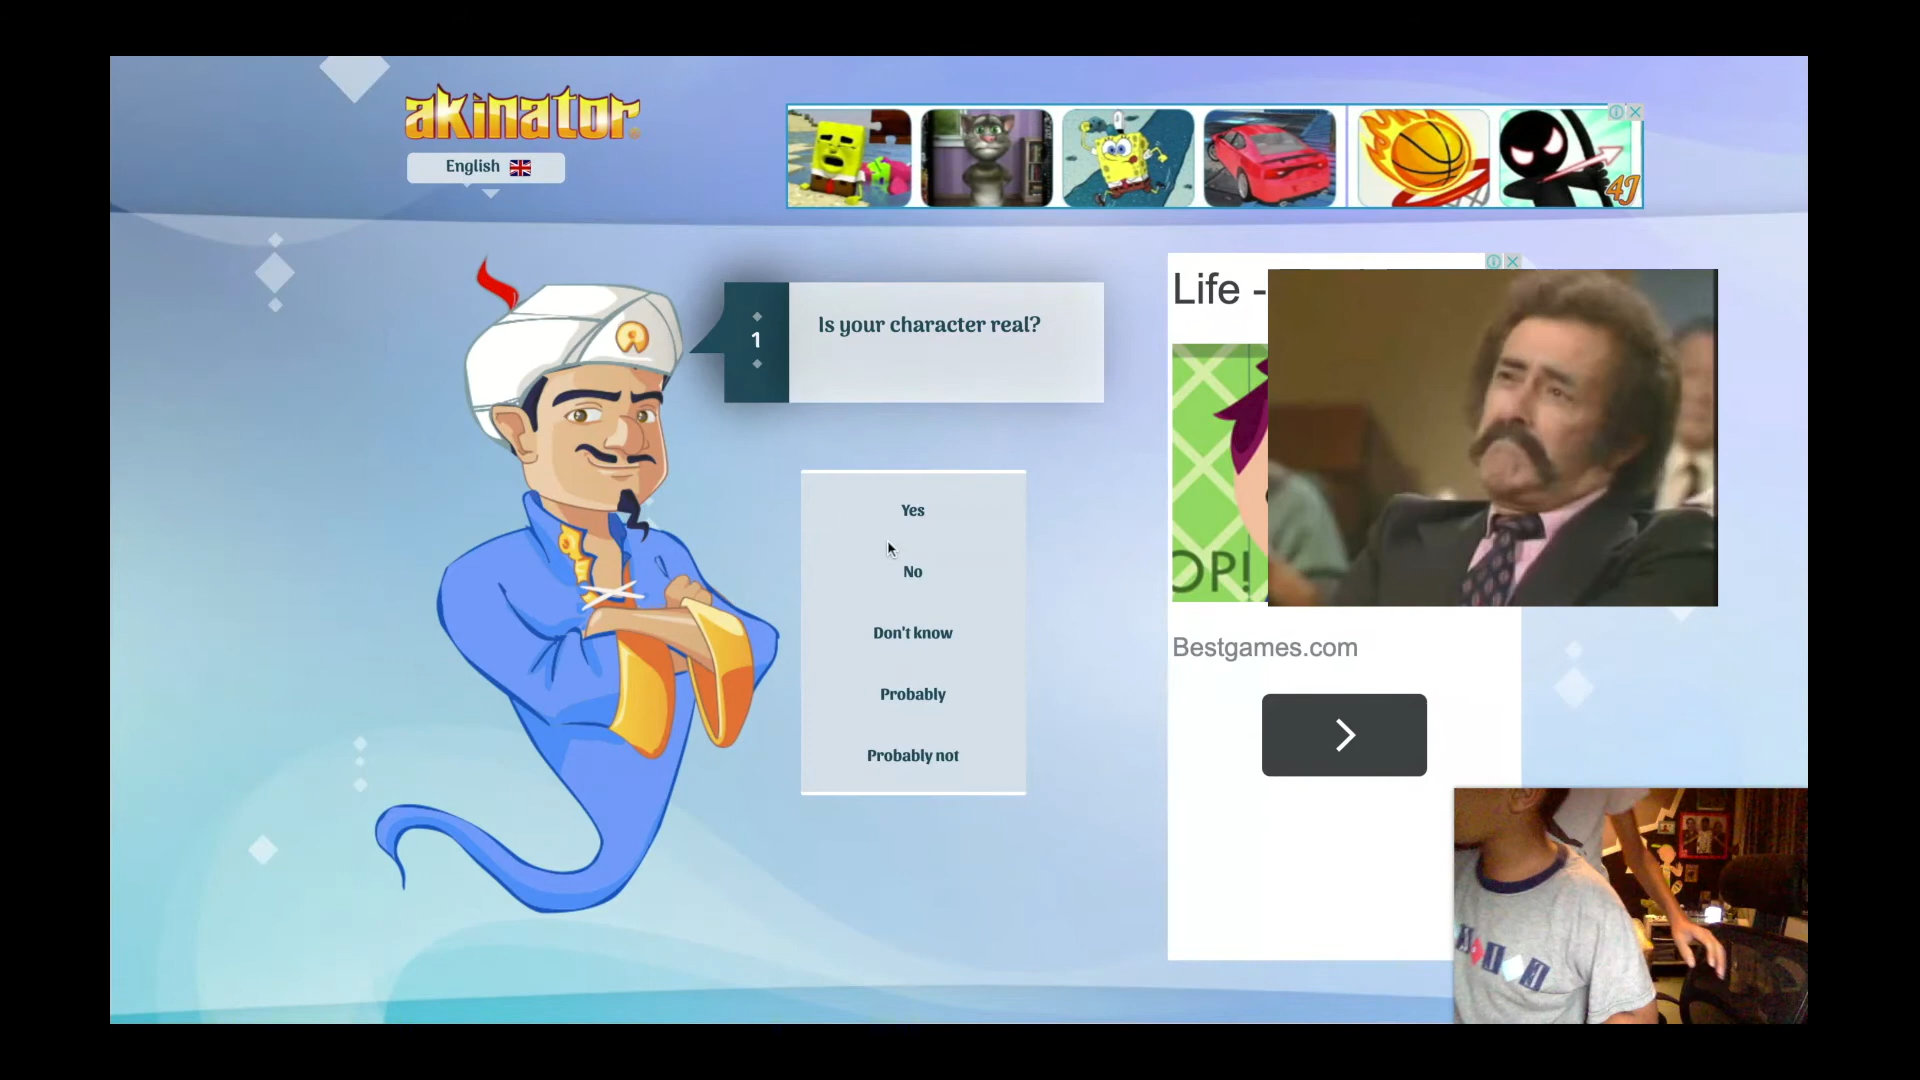 akinator
English
4J
1
Is your character real?
Yes
No
Don't know
Probably
Probably not
Life -
OP!
Bestgames.com